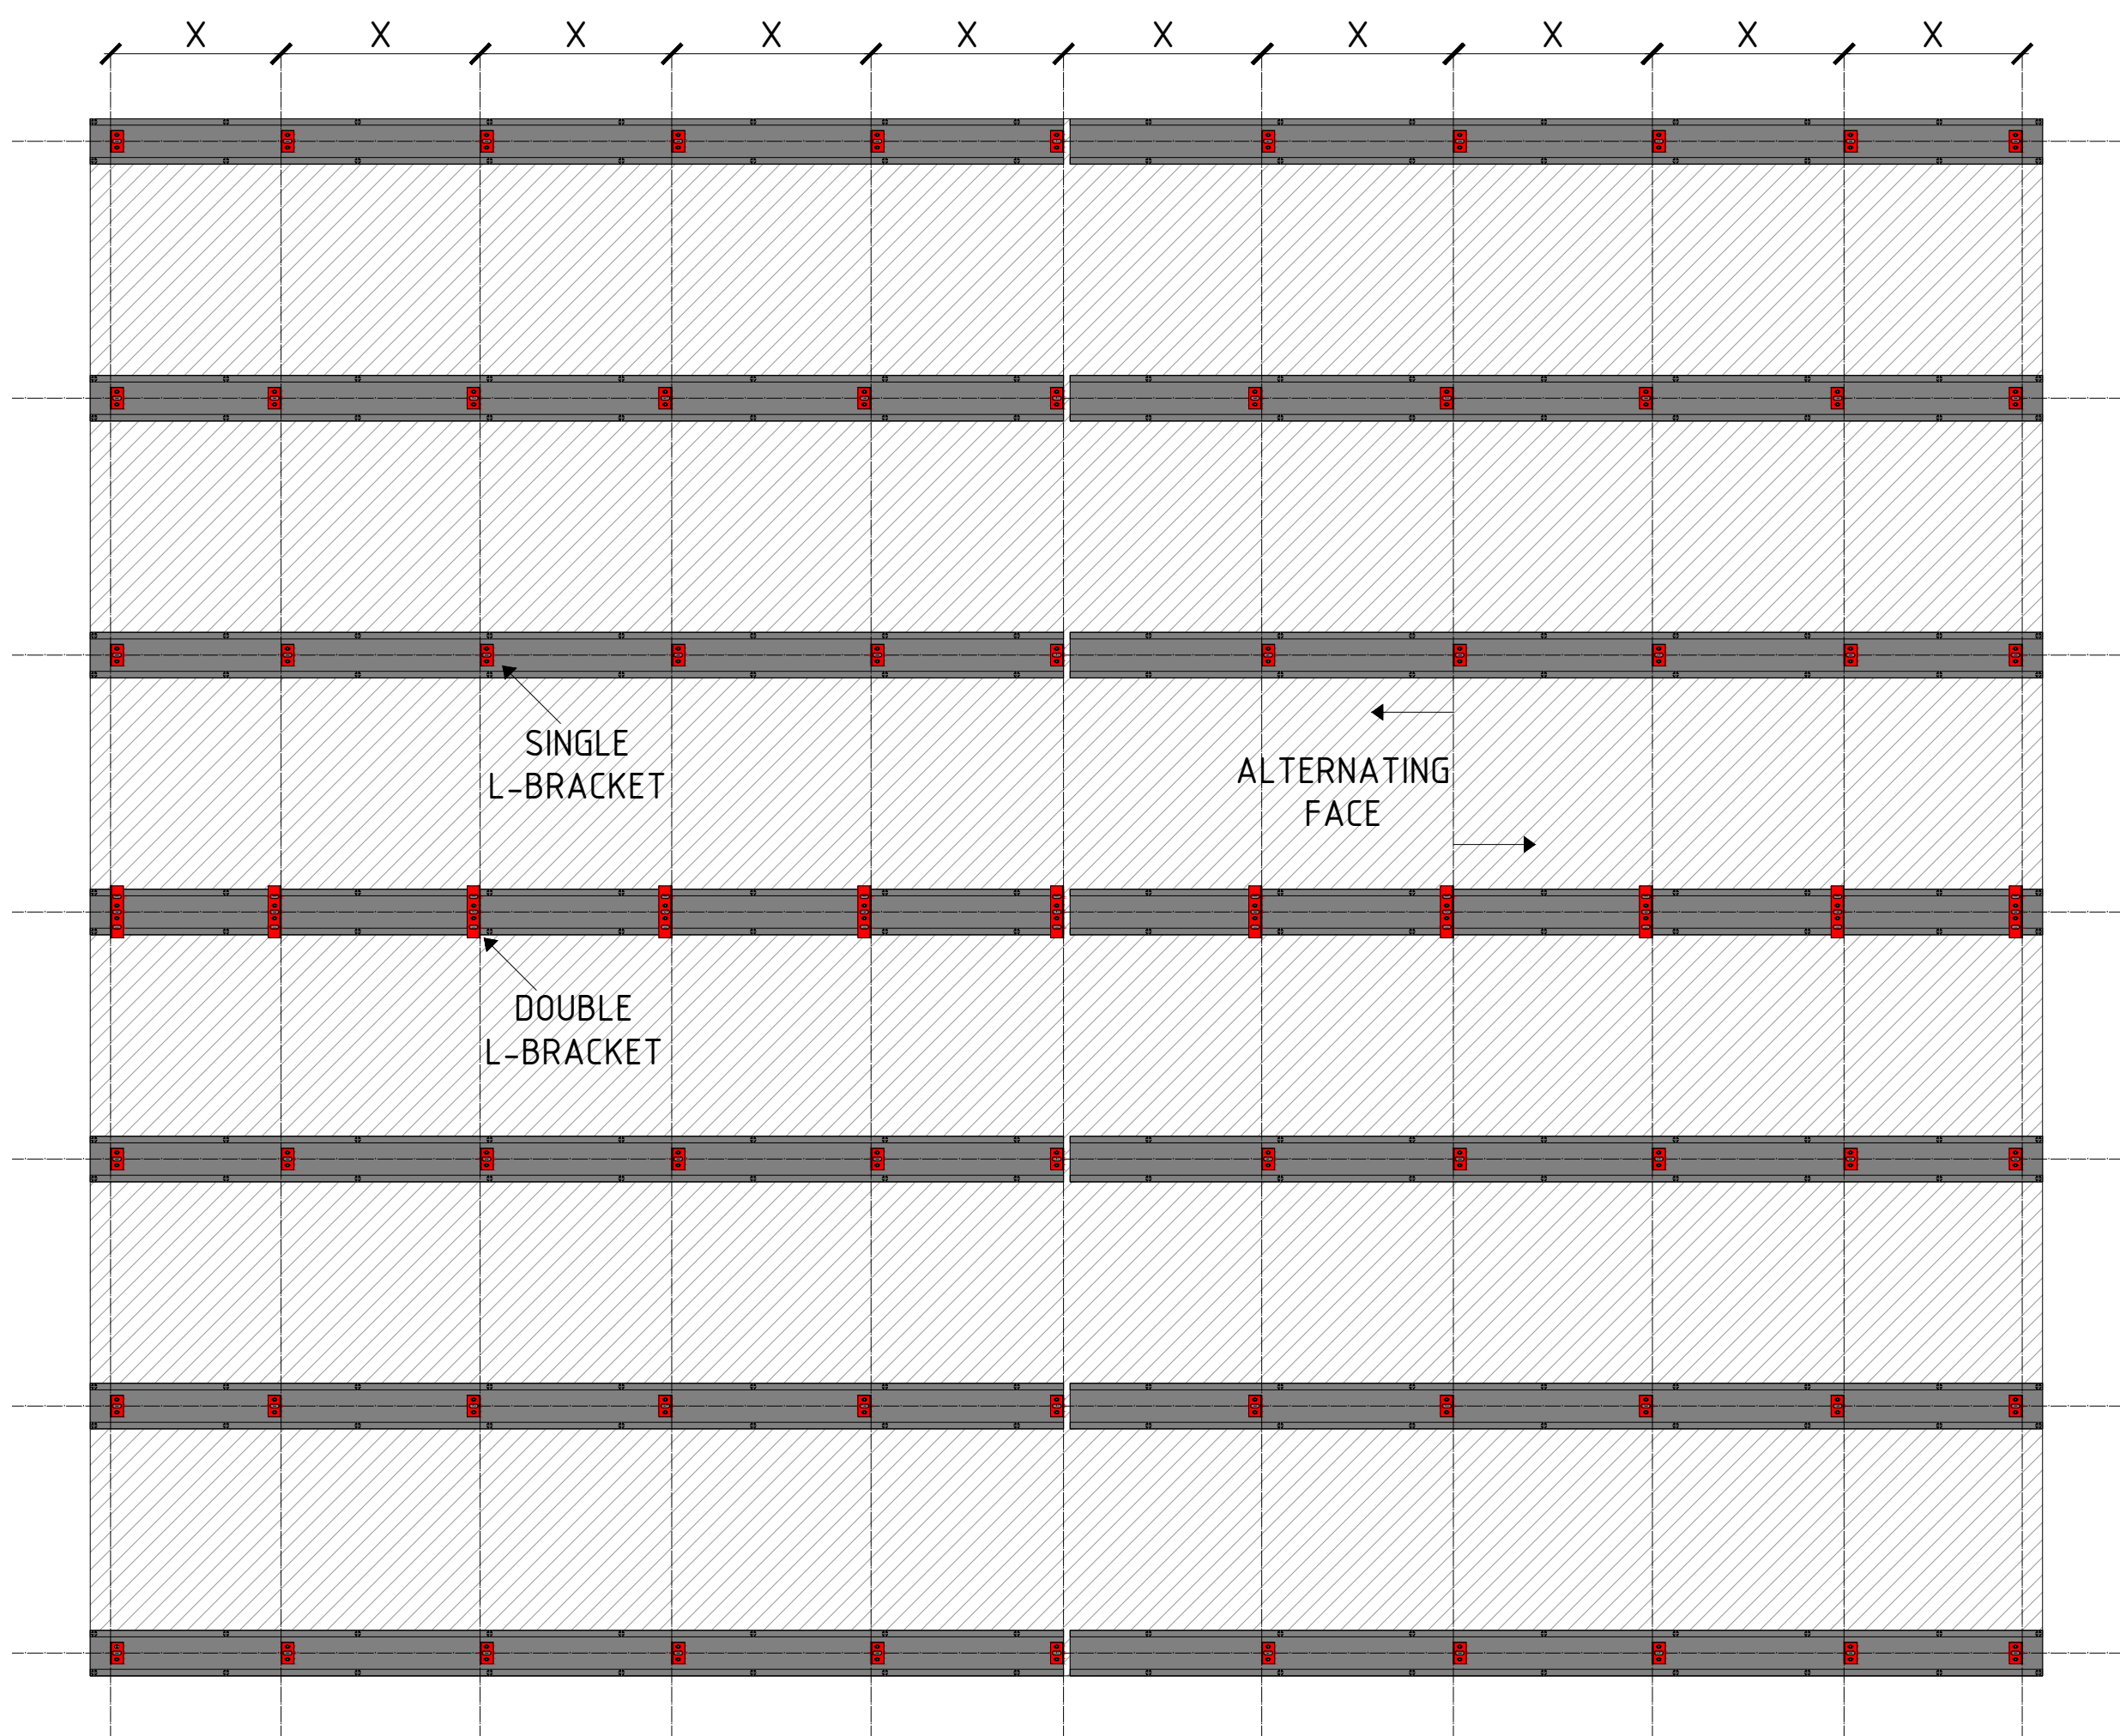 X X X X X X X X X X
SINGLE
L-BRACKET
ALTERNATING
FACE
DOUBLE
L-BRACKET